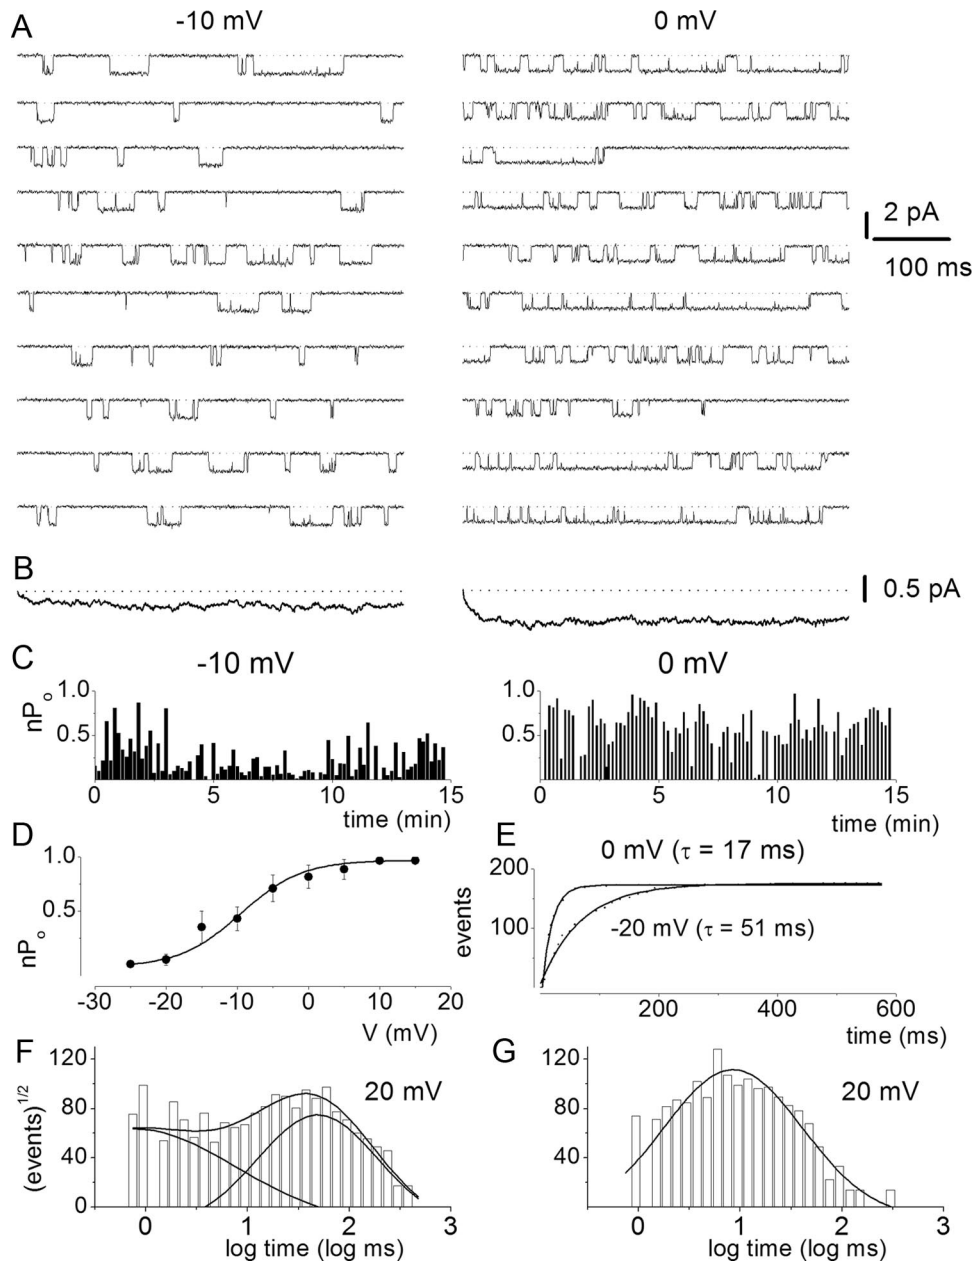 A
-10 mV
0 mV
2 pA
100 ms
B
0.5 pA
C
-10 mV
0 mV
nPo
1.0
0.5
0
5
10
15
time (min)
1.0
0.5
0
5
10
15
time (min)
D
nPo
1.0
0.5
-30
-20
-10
0
10
20
V (mV)
E
0 mV (τ = 17 ms)
events
200
100
-20 mV (τ = 51 ms)
200
400
600
time (ms)
F
(events)1/2
120
80
40
0
20 mV
0
1
2
3
log time (log ms)
G
120
80
40
20 mV
0
1
2
3
log time (log ms)